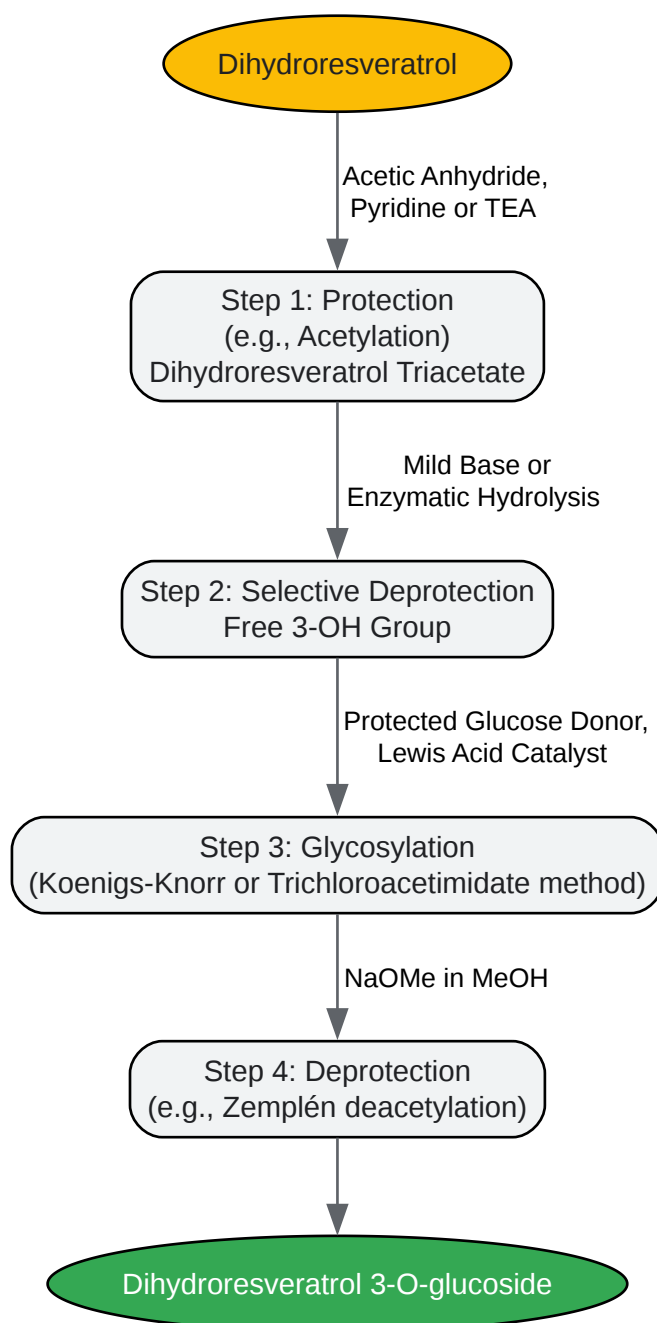 Dihydroresveratrol
Acetic Anhydride,
Pyridine or TEA
Step 1: Protection
(e.g., Acetylation)
Dihydroresveratrol Triacetate
Mild Base or
Enzymatic Hydrolysis
Step 2: Selective Deprotection
Free 3-OH Group
Protected Glucose Donor,
Lewis Acid Catalyst
Step 3: Glycosylation
(Koenigs-Knorr or Trichloroacetimidate method)
NaOMe in MeOH
Step 4: Deprotection
(e.g., Zemplén deacetylation)
Dihydroresveratrol 3-O-glucoside